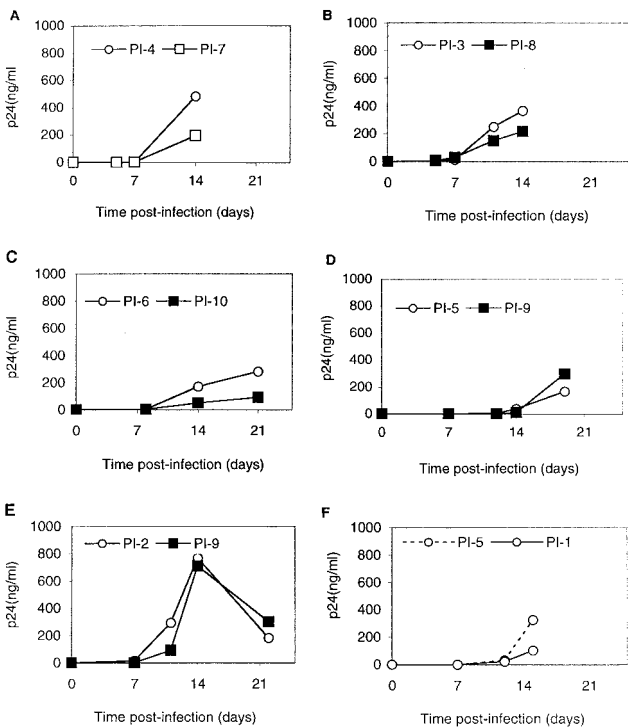 A
p24(ng/ml)
1000
800
600
400
200
0
PI-4 PI-7
0 7 14 21
Time post-infection (days)
B
p24(ng/ml)
1000
800
600
400
200
0
PI-3 PI-8
0 7 14 21
Time post-infection (days)
C
p24(ng/ml)
1000
800
600
400
200
0
PI-6 PI-10
0 7 14 21
Time post-infection (days)
D
p24(ng/ml)
1000
800
600
400
200
0
PI-5 PI-9
0 7 14 21
Time post-infection (days)
E
p24(ng/ml)
1000
800
600
400
200
0
PI-2 PI-9
0 7 14 21
Time post-infection (days)
F
p24(ng/ml)
1000
800
600
400
200
0
PI-5 PI-1
0 7 14 21
Time post-infection (days)